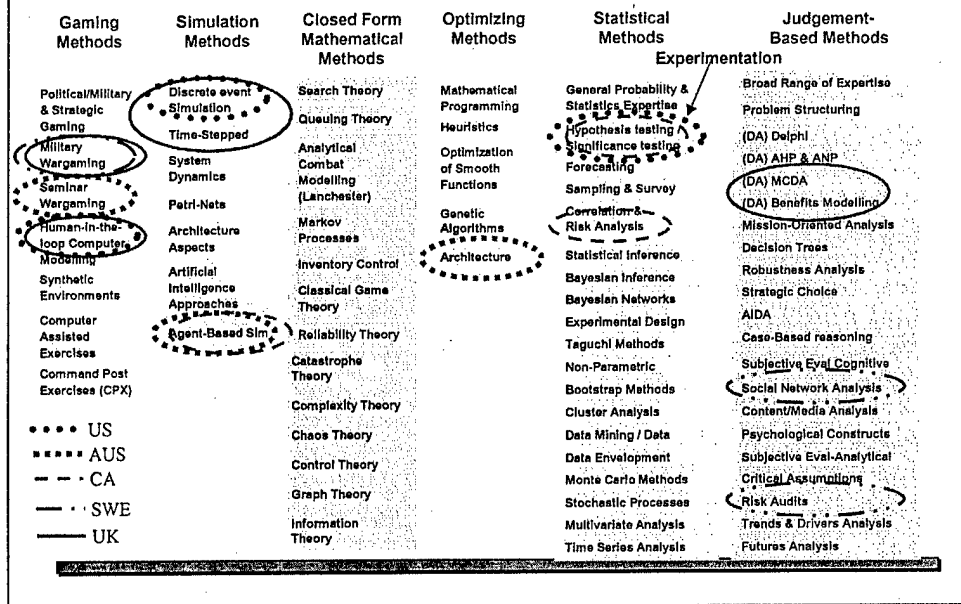 Gaming
Methods
Political/Military
& Strategic
Gaming
Military
Wargaming
Seminar
Wargaming
Human-in-the-
loop Computer
Modelling
Synthetic
Environments
Computer
Assisted
Exercises
Command Post
Exercises (CPX)
Simulation
Methods
Discrete event
Simulation
Time-Stepped
System
Dynamics
Petri-Nets
Architecture
Aspects
Artificial
Intelligence
Approaches
Agent-Based Sim
Closed Form
Mathematical
Methods
Search Theory
Queuing Theory
Analytical
Combat
Modelling
(Lanchester)
Markov
Processes
Inventory Control
Classical Game
Theory
Reliability Theory
Catastrophe
Theory
Complexity Theory
Chaos Theory
Control Theory
Graph Theory
Information
Theory
Optimizing
Methods
Mathematical
Programming
Heuristics
Optimization
of Smooth
Functions
Genetic
Algorithms
Architecture
Statistical
Methods
Experimentation
General Probability &
Statistics Expertise
Hypothesis testing
Significance testing
Forecasting
Sampling & Survey
Correlation &
Risk Analysis
Statistical Inference
Bayesian Inference
Bayesian Networks
Experimental Design
Taguchi Methods
Non-Parametric
Bootstrap Methods
Cluster Analysis
Data Mining / Data
Data Envelopment
Monte Carlo Methods
Stochastic Processes
Multivariate Analysis
Time Series Analysis
Judgement-
Based Methods
Broad Range of Expertise
Problem Structuring
(DA) Delphi
(DA) AHP & ANP
(DA) MCDA
(DA) Benefits Modelling
Mission-Oriented Analysis
Decision Trees
Robustness Analysis
Strategic Choice
AIDA
Case-Based reasoning
Subjective Eval Cognitive
Social Network Analysis
Content/Media Analysis
Psychological Constructs
Subjective Eval-Analytical
Critical Assumptions
Risk Audits
Trends & Drivers Analysis
Futures Analysis
US
AUS
CA
SWE
UK